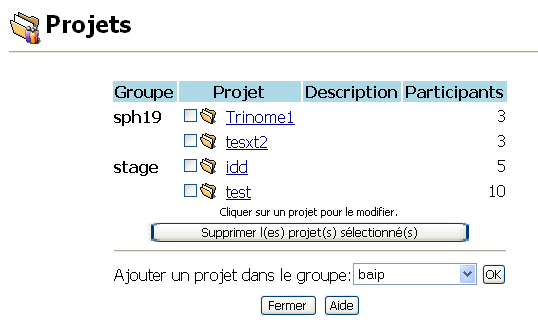 Projets
Groupe Projet Description Participants
sph19 Trinome1 3
tesxt2 3
stage idd 5
test 10
Cliquer sur un projet pour le modifier.
Supprimer l(es) projet(s) sélectionné(s)
Ajouter un projet dans le groupe: baip OK
Fermer Aide